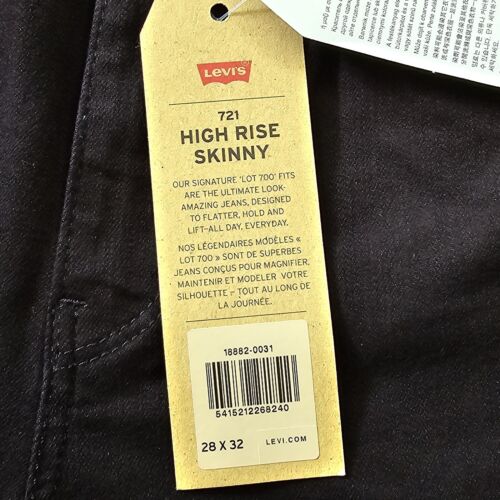 Levi's
721
HIGH RISE
SKINNY
OUR SIGNATURE 'LOT 700' FITS
ARE THE ULTIMATE LOOK-
AMAZING JEANS, DESIGNED
TO FLATTER, HOLD AND
LIFT-ALL DAY, EVERYDAY.
NOS LÉGENDAIRES MODÈLES «
LOT 700 » SONT DE SUPERBES
JEANS CONÇUS POUR MAGNIFIER,
MAINTENIR ET MODELER VOTRE
SILHOUETTE – TOUT AU LONG DE
LA JOURNÉE.
18882-0031
5415212268240
28 X 32 LEVI.COM